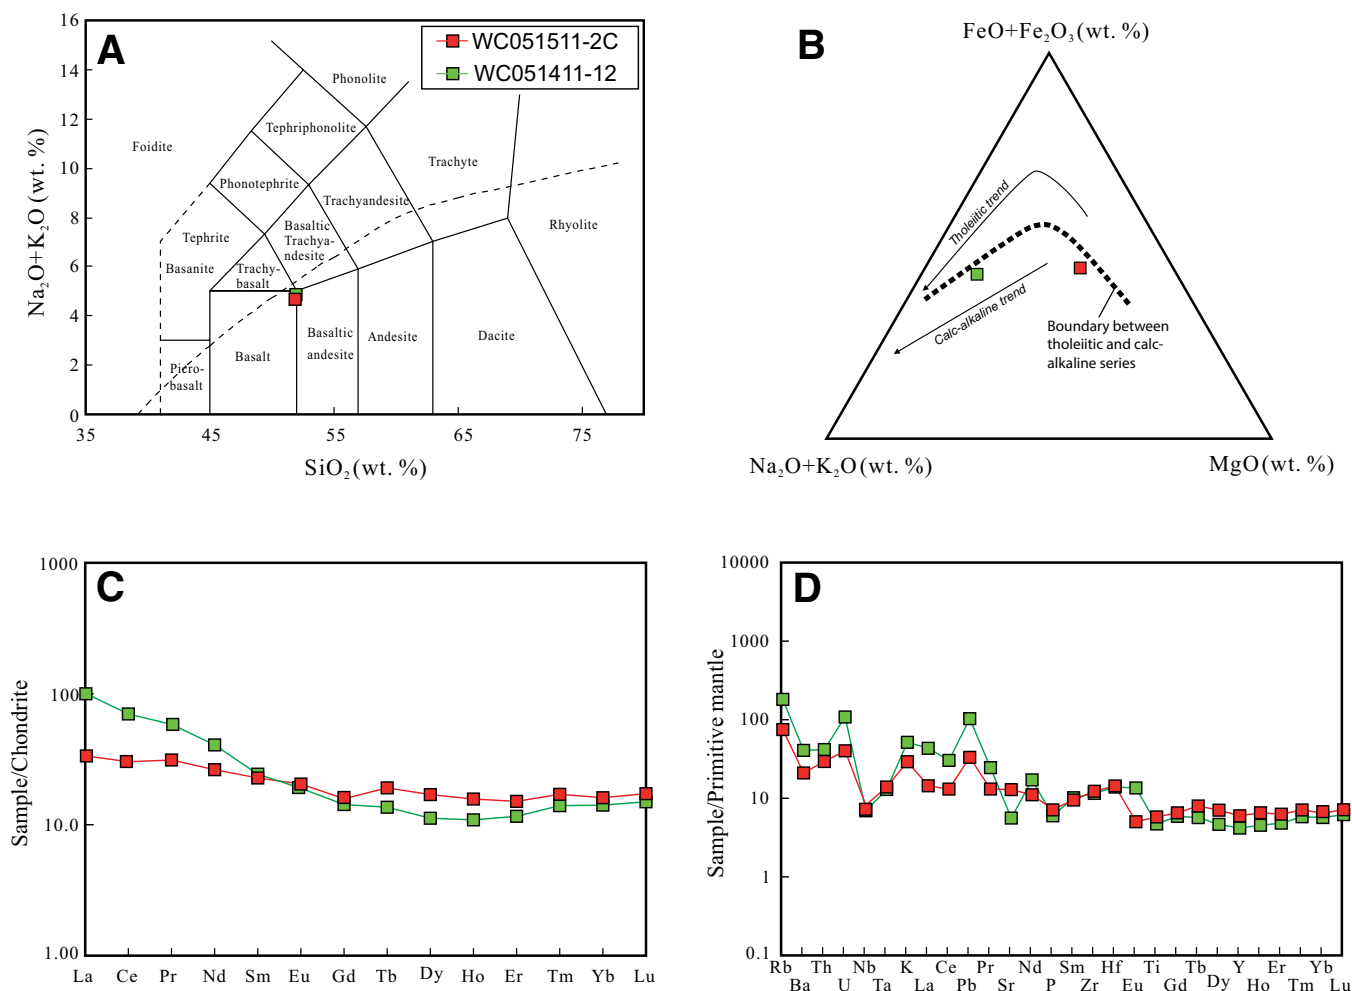 A
16
14
12
10
8
6
4
2
0
Na₂O+K₂O (wt. %)
35
45
55
65
75
SiO₂ (wt. %)
WC051511-2C
WC051411-12
Phonolite
Tephriphonolite
Foidite
Trachyte
Phonotephrite
Trachyandesite
Tephrite
Basaltic
Trachya-
ndesite
Rhyolite
Basanite
Trachy-
basalt
Basalt
Basaltic
andesite
Andesite
Dacite
Piero-
basalt
B
FeO+Fe₂O₃ (wt. %)
Tholeiitic trend
Calc-alkaline trend
Boundary between
tholeiitic and calc-
alkaline series
Na₂O+K₂O (wt. %)
MgO (wt. %)
C
1000
100
10.0
1.00
Sample/Chondrite
La Ce Pr Nd Sm Eu Gd Tb Dy Ho Er Tm Yb Lu
D
10000
1000
100
10
1
0.1
Sample/Primitive mantle
Rb Th Nb K Ce Pr Nd Sm Hf Ti Tb Y Er Yb
Ba U Ta La Pb Sr P Zr Eu Gd Dy Ho Tm Lu